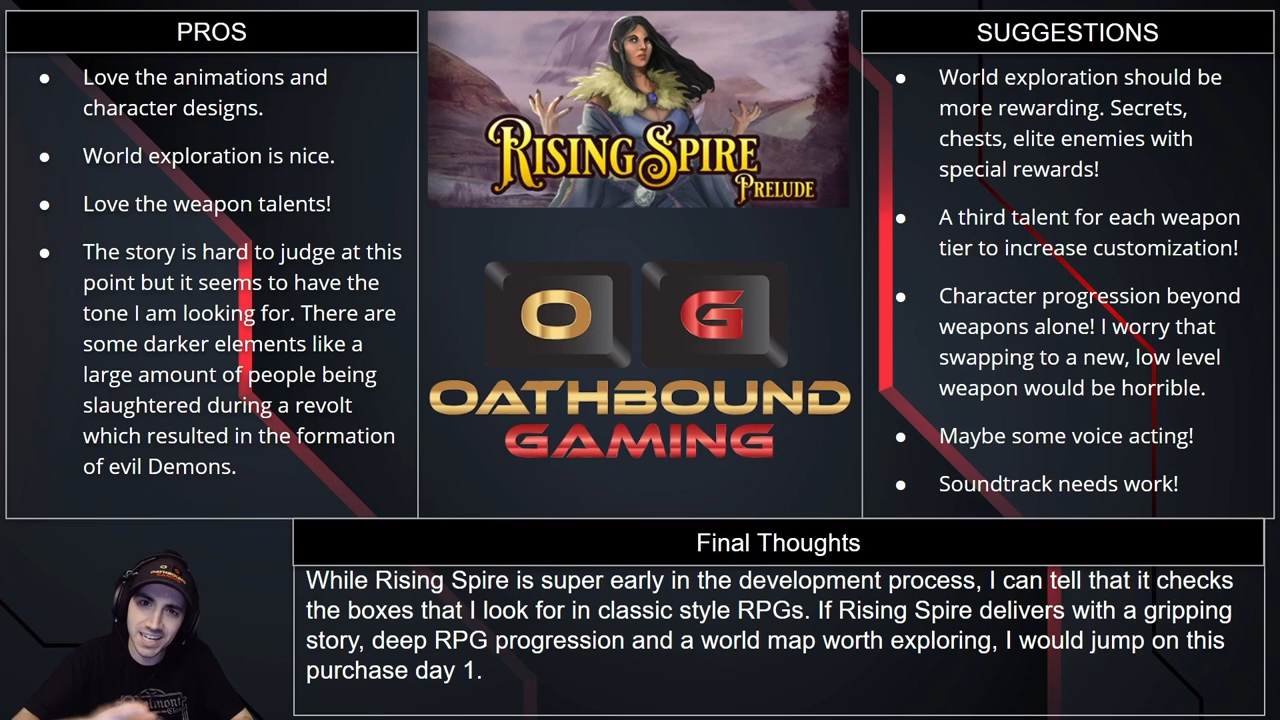 PROS
● Love the animations and
character designs.
● World exploration is nice.
● Love the weapon talents!
● The story is hard to judge at this
point but it seems to have the
tone I am looking for. There are
some darker elements like a
large amount of people being
slaughtered during a revolt
which resulted in the formation
of evil Demons.
RISING SPIRE
PRELUDE
O G
OATHBOUND
GAMING
SUGGESTIONS
● World exploration should be
more rewarding. Secrets,
chests, elite enemies with
special rewards!
● A third talent for each weapon
tier to increase customization!
● Character progression beyond
weapons alone! I worry that
swapping to a new, low level
weapon would be horrible.
● Maybe some voice acting!
● Soundtrack needs work!
Final Thoughts
While Rising Spire is super early in the development process, I can tell that it checks
the boxes that I look for in classic style RPGs. If Rising Spire delivers with a gripping
story, deep RPG progression and a world map worth exploring, I would jump on this
purchase day 1.